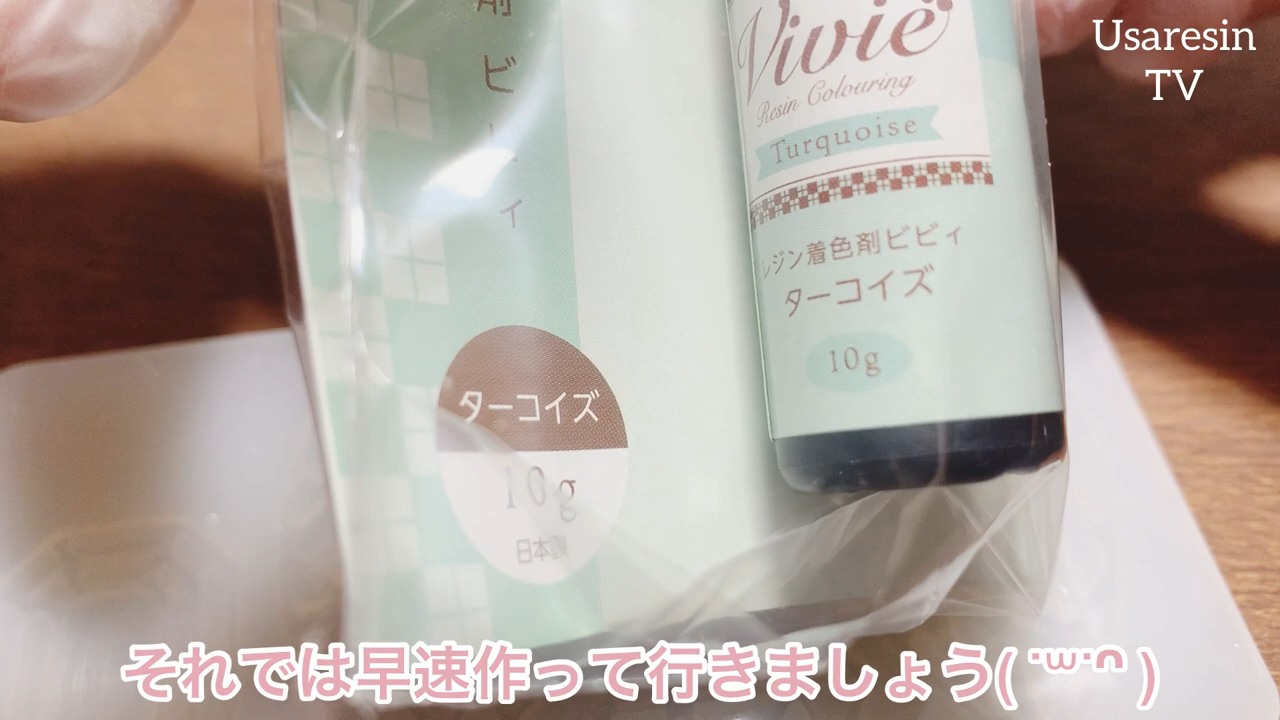 Usaresin
TV
剤ビビィ
ターコイズ
10g
日本製
Vivie
Resin Colouring
Turquoise
レジン着色剤ビビィ
ターコイズ
10g
それでは早速作って行きましょう( ˙꒳˙ᐢ )